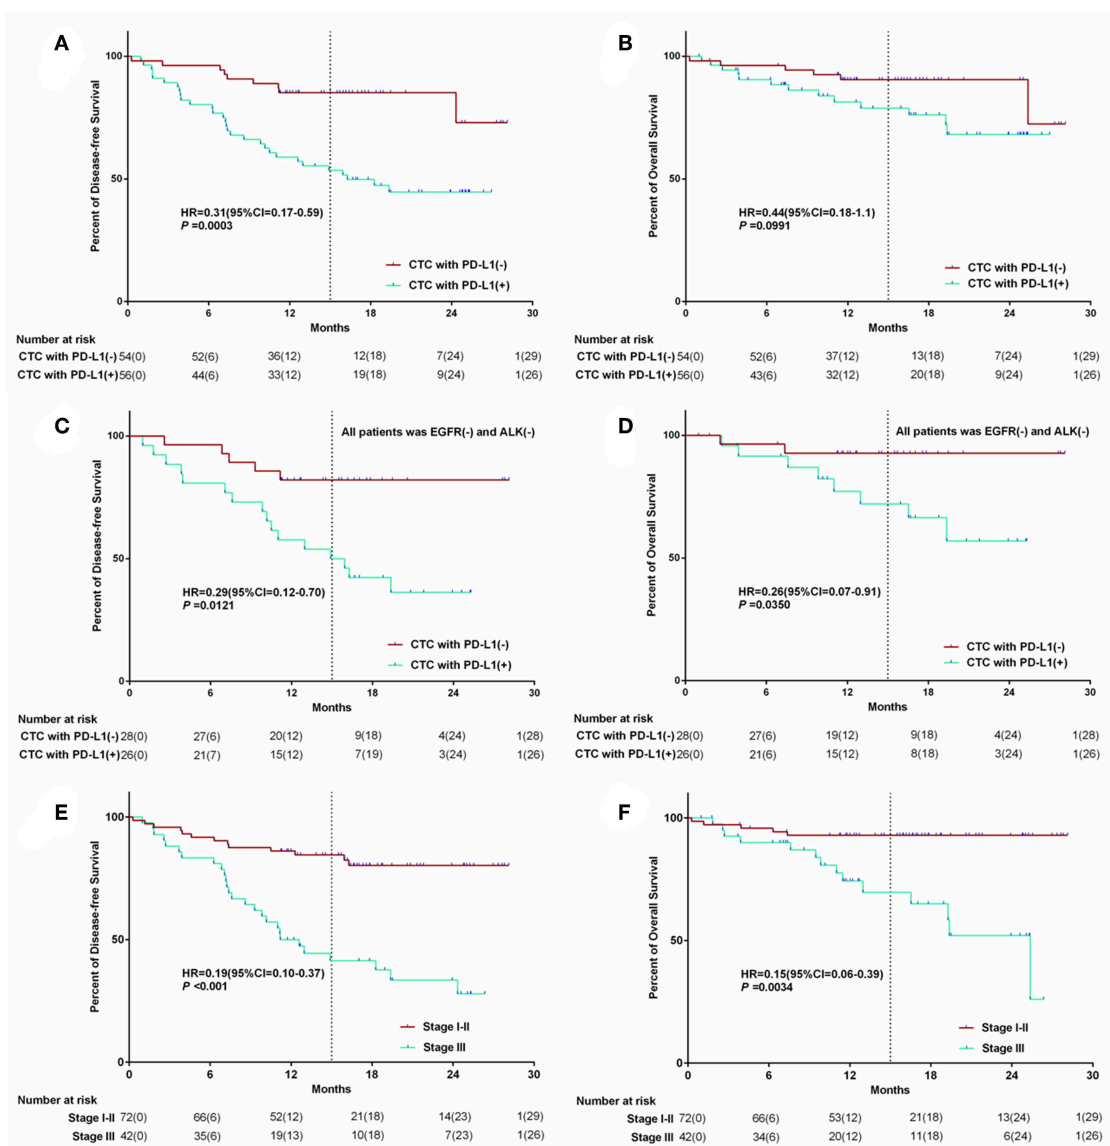 A
Percent of Disease-free Survival
100
50
0
HR=0.31(95%CI=0.17-0.59)
P =0.0003
CTC with PD-L1(-)
CTC with PD-L1(+)
0 6 12 18 24 30
Months
Number at risk
CTC with PD-L1(-) 54(0) 52(6) 36(12) 12(18) 7(24) 1(29)
CTC with PD-L1(+) 56(0) 44(6) 33(12) 19(18) 9(24) 1(26)
B
Percent of Overall Survival
100
50
0
HR=0.44(95%CI=0.18-1.1)
P =0.0991
CTC with PD-L1(-)
CTC with PD-L1(+)
0 6 12 18 24 30
Months
Number at risk
CTC with PD-L1(-) 54(0) 52(6) 37(12) 13(18) 7(24) 1(29)
CTC with PD-L1(+) 56(0) 43(6) 32(12) 20(18) 9(24) 1(26)
C
Percent of Disease-free Survival
All patients was EGFR(-) and ALK(-)
100
50
0
HR=0.29(95%CI=0.12-0.70)
P =0.0121
CTC with PD-L1(-)
CTC with PD-L1(+)
0 6 12 18 24 30
Months
Number at risk
CTC with PD-L1(-) 28(0) 27(6) 20(12) 9(18) 4(24) 1(28)
CTC with PD-L1(+) 26(0) 21(7) 15(12) 7(19) 3(24) 1(26)
D
Percent of Overall Survival
All patients was EGFR(-) and ALK(-)
100
50
0
HR=0.26(95%CI=0.07-0.91)
P =0.0350
CTC with PD-L1(-)
CTC with PD-L1(+)
0 6 12 18 24 30
Months
Number at risk
CTC with PD-L1(-) 28(0) 27(6) 19(12) 9(18) 4(24) 1(28)
CTC with PD-L1(+) 26(0) 21(6) 15(12) 8(18) 3(24) 1(26)
E
Percent of Disease-free Survival
100
50
0
HR=0.19(95%CI=0.10-0.37)
P <0.001
Stage I-II
Stage III
0 6 12 18 24 30
Months
Number at risk
Stage I-II 72(0) 66(6) 52(12) 21(18) 14(23) 1(29)
Stage III 42(0) 35(6) 19(13) 10(18) 7(23) 1(26)
F
Percent of Overall Survival
100
50
0
HR=0.15(95%CI=0.06-0.39)
P =0.0034
Stage I-II
Stage III
0 6 12 18 24 30
Months
Number at risk
Stage I-II 72(0) 66(6) 53(12) 21(18) 13(24) 1(29)
Stage III 42(0) 34(6) 20(12) 11(18) 6(24) 1(26)